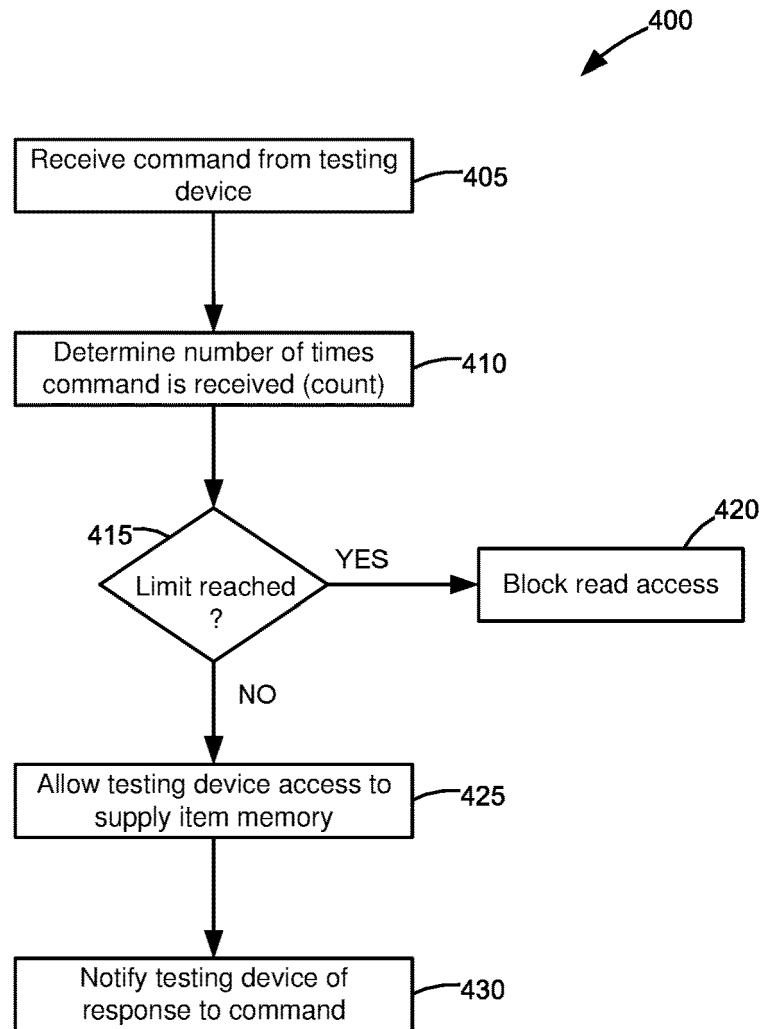 400
Receive command from testing
device
405
Determine number of times
command is received (count)
410
415
Limit reached
?
YES
420
Block read access
NO
Allow testing device access to
supply item memory
425
Notify testing device of
response to command
430